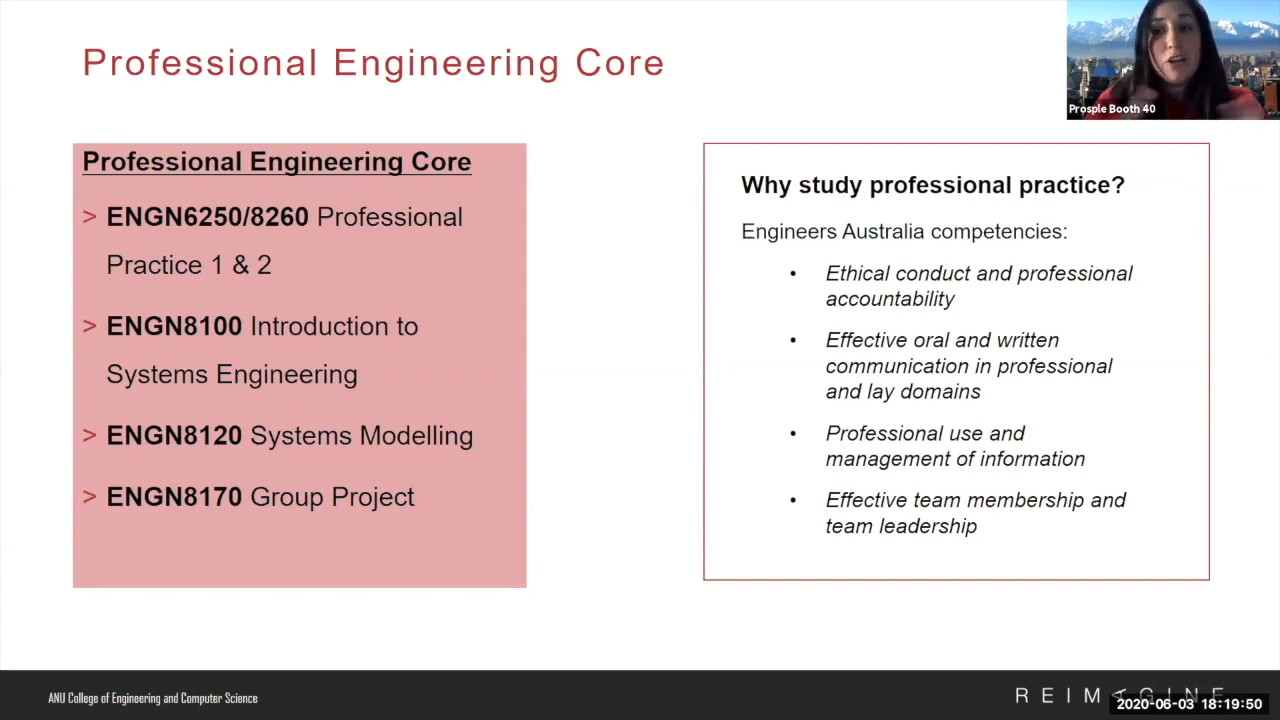 Professional Engineering Core
Prosple Booth 40
Professional Engineering Core
> ENGN6250/8260 Professional
Practice 1 & 2
> ENGN8100 Introduction to
Systems Engineering
> ENGN8120 Systems Modelling
> ENGN8170 Group Project
Why study professional practice?
Engineers Australia competencies:
• Ethical conduct and professional
accountability
• Effective oral and written
communication in professional
and lay domains
• Professional use and
management of information
• Effective team membership and
team leadership
ANU College of Engineering and Computer Science
REIMAGINE
2020-06-03 18:19:50